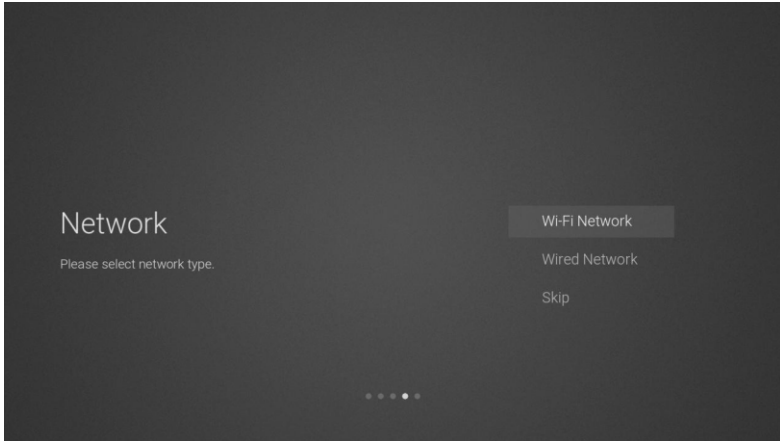 Network
Please select network type.
Wi-Fi Network
Wired Network
Skip